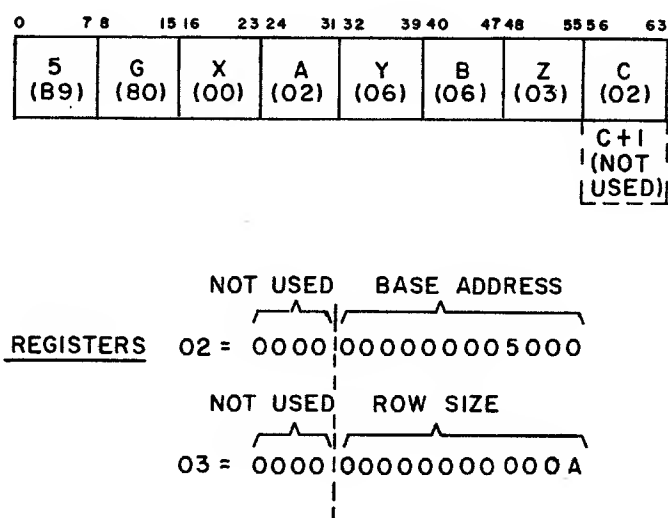 0 7 8 15 16 23 24 31 32 39 40 47 48 55 56 63
5 G X A Y B Z C
(B9) (80) (00) (02) (06) (06) (03) (02)
C+1
(NOT
USED)
NOT USED BASE ADDRESS
REGISTERS 02 = 0000 000000005000
NOT USED ROW SIZE
03 = 0000 00000000000A